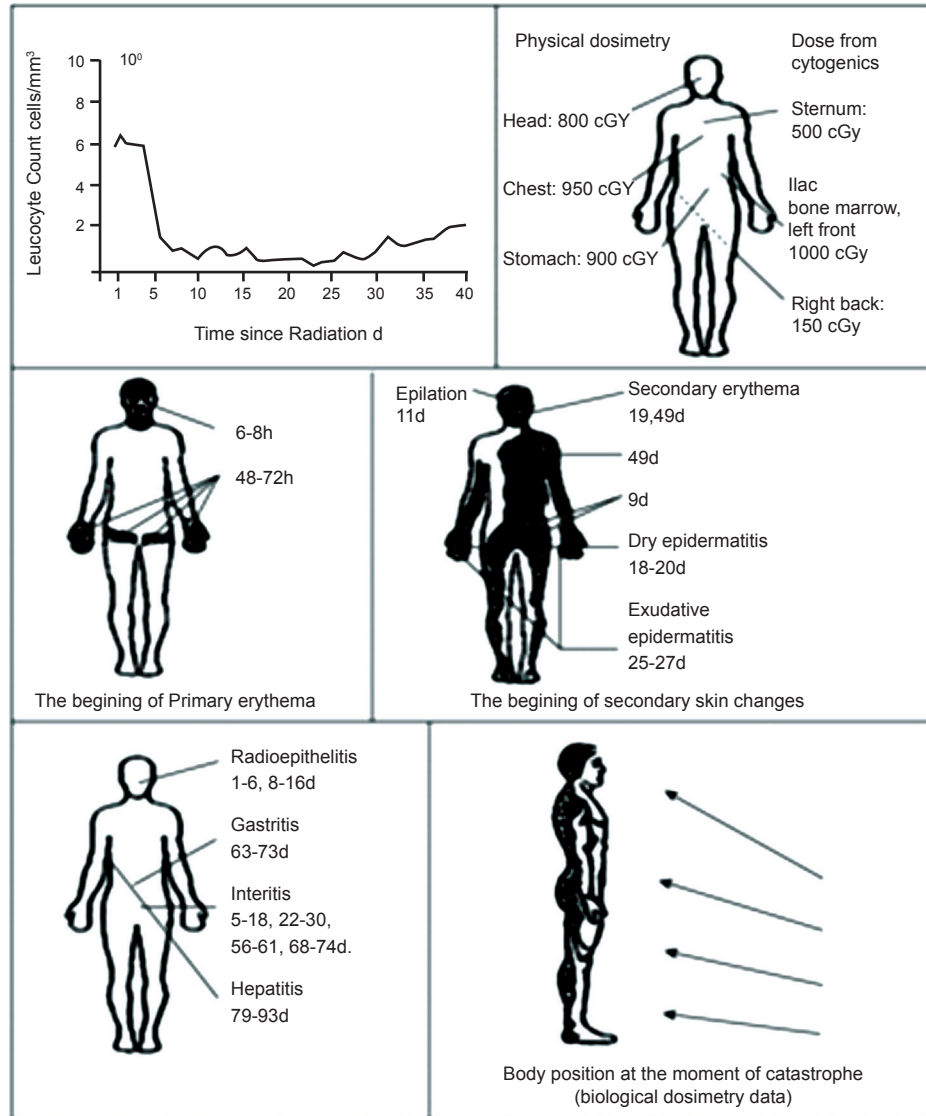 Leucocyte Count cells/mm³
10
8
6
4
2
10⁰
1
5
10
15
20
25
30
35
40
Time since Radiation d
Physical dosimetry
Head: 800 cGY
Chest: 950 cGY
Stomach: 900 cGY
Dose from
cytogenics
Sternum:
500 cGy
Ilac
bone marrow,
left front
1000 cGy
Right back:
150 cGy
6-8h
48-72h
The begining of Primary erythema
Epilation
11d
Secondary erythema
19,49d
49d
9d
Dry epidermatitis
18-20d
Exudative
epidermatitis
25-27d
The begining of secondary skin changes
Radioepithelitis
1-6, 8-16d
Gastritis
63-73d
Interitis
5-18, 22-30,
56-61, 68-74d.
Hepatitis
79-93d
Body position at the moment of catastrophe
(biological dosimetry data)